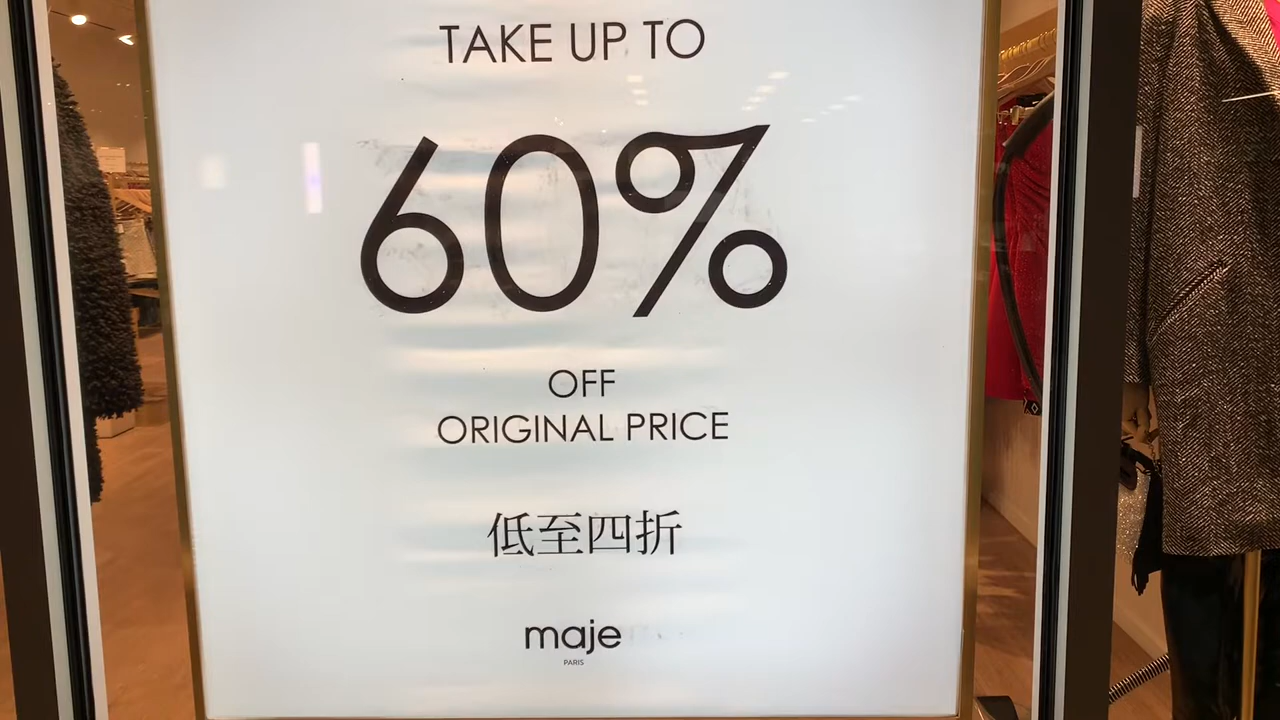 TAKE UP TO
60%
OFF
ORIGINAL PRICE
低至四折
maje
PARIS